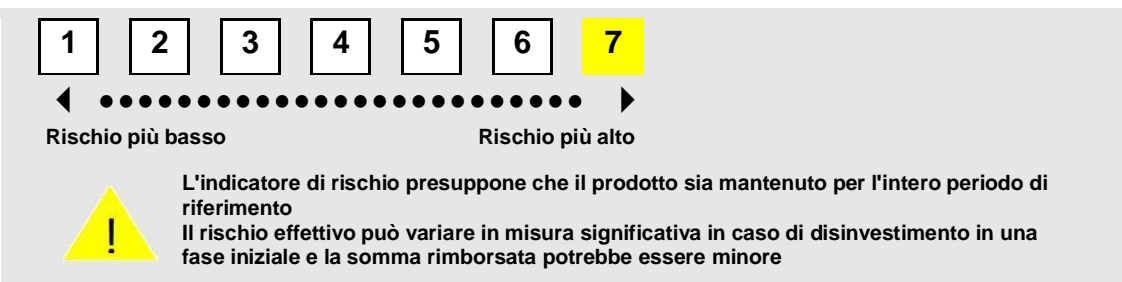 1 2 3 4 5 6 7
Rischio più basso Rischio più alto
L'indicatore di rischio presuppone che il prodotto sia mantenuto per l'intero periodo di
riferimento
Il rischio effettivo può variare in misura significativa in caso di disinvestimento in una
fase iniziale e la somma rimborsata potrebbe essere minore
!